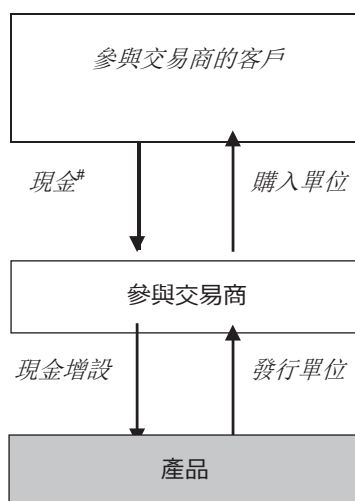 參與交易商的客戶
現金#
購入單位
參與交易商
現金增設
發行單位
產品